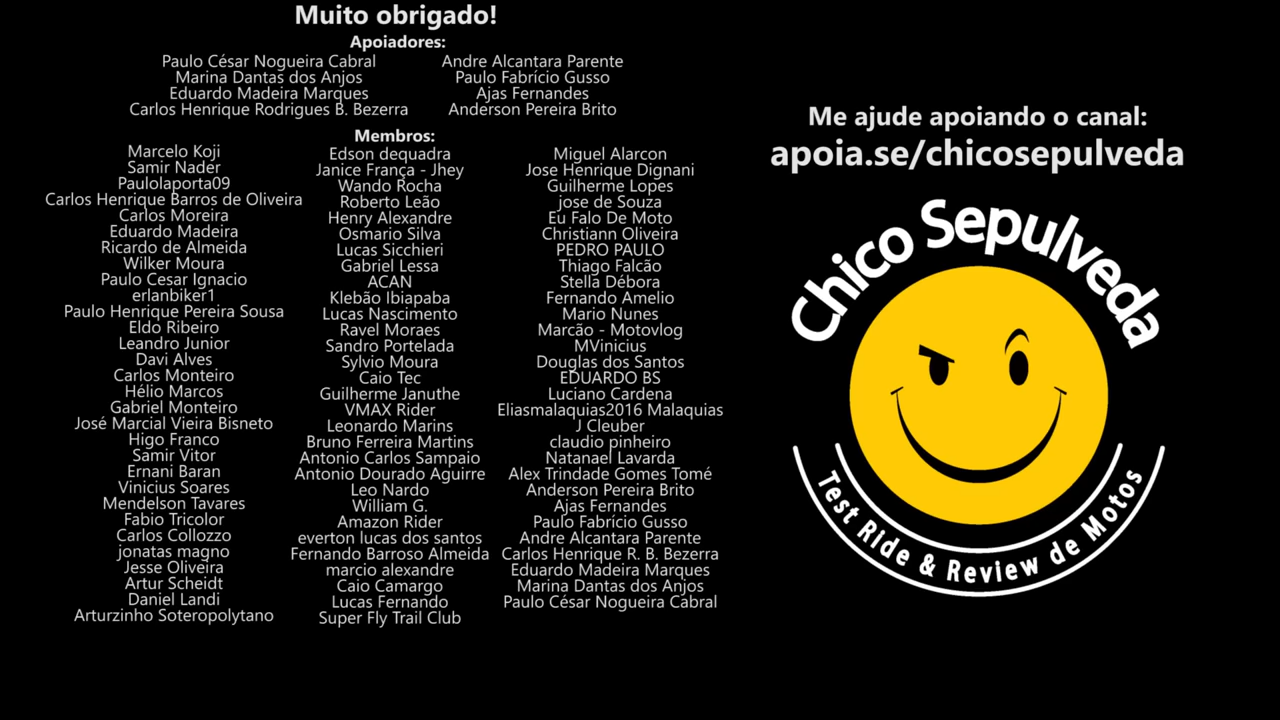 Muito obrigado!
Apoiadores:
Paulo César Nogueira Cabral
Marina Dantas dos Anjos
Eduardo Madeira Marques
Carlos Henrique Rodrigues B. Bezerra
Andre Alcantara Parente
Paulo Fabrício Gusso
Ajas Fernandes
Anderson Pereira Brito
Membros:
Marcelo Koji
Samir Nader
Paulolaporta09
Carlos Henrique Barros de Oliveira
Carlos Moreira
Eduardo Madeira
Ricardo de Almeida
Wilker Moura
Paulo Cesar Ignacio
erlanbiker1
Paulo Henrique Pereira Sousa
Eldo Ribeiro
Leandro Junior
Davi Alves
Carlos Monteiro
Hélio Marcos
Gabriel Monteiro
José Marcial Vieira Bisneto
Higo Franco
Samir Vitor
Ernani Baran
Vinicius Soares
Mendelson Tavares
Fabio Tricolor
Carlos Collozzo
jonatas magno
Jesse Oliveira
Artur Scheidt
Daniel Landi
Arturzinho Soteropolytano
Edson dequadra
Janice França - Jhey
Wando Rocha
Roberto Leão
Henry Alexandre
Osmario Silva
Lucas Sicchieri
Gabriel Lessa
ACAN
Klebão Ibiapaba
Lucas Nascimento
Ravel Moraes
Sandro Portelada
Sylvio Moura
Caio Tec
Guilherme Januthe
VMAX Rider
Leonardo Marins
Bruno Ferreira Martins
Antonio Carlos Sampaio
Antonio Dourado Aguirre
Leo Nardo
William G.
Amazon Rider
everton lucas dos santos
Fernando Barroso Almeida
marcio alexandre
Caio Camargo
Lucas Fernando
Super Fly Trail Club
Miguel Alarcon
Jose Henrique Dignani
Guilherme Lopes
jose de Souza
Eu Falo De Moto
Christiann Oliveira
PEDRO PAULO
Thiago Falcão
Stella Débora
Fernando Amelio
Mario Nunes
Marcão - Motovlog
MVinicius
Douglas dos Santos
EDUARDO BS
Luciano Cardena
Eliasmalaquias2016 Malaquias
J Cleuber
claudio pinheiro
Natanael Lavarda
Alex Trindade Gomes Tomé
Anderson Pereira Brito
Ajas Fernandes
Paulo Fabrício Gusso
Andre Alcantara Parente
Carlos Henrique R. B. Bezerra
Eduardo Madeira Marques
Marina Dantas dos Anjos
Paulo César Nogueira Cabral
Me ajude apoiando o canal:
apoia.se/chicosepulveda
Chico Sepulveda
Test Ride & Review de Motos